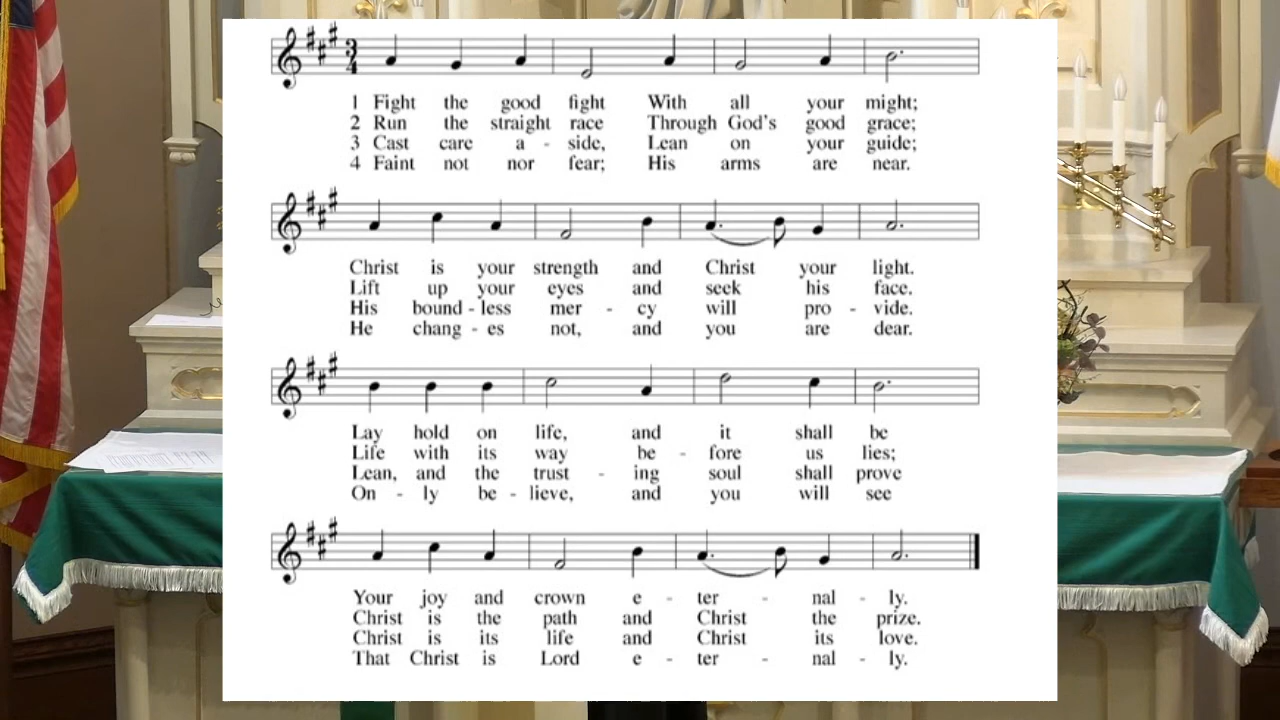 3
4
1 Fight the good fight With all your might;
2 Run the straight race Through God's good grace;
3 Cast care a - side, Lean on your guide;
4 Faint not nor fear; His arms are near.
Christ is your strength and Christ your light.
Lift up your eyes and seek his face.
His bound - less mer - cy will pro - vide.
He chang - es not, and you are dear.
Lay hold on life, and it shall be
Life with its way be - fore us lies;
Lean, and the trust - ing soul shall prove
On - ly be - lieve, and you will see
Your joy and crown e - ter - nal - ly.
Christ is the path and Christ the prize.
Christ is its life and Christ its love.
That Christ is Lord e - ter - nal - ly.